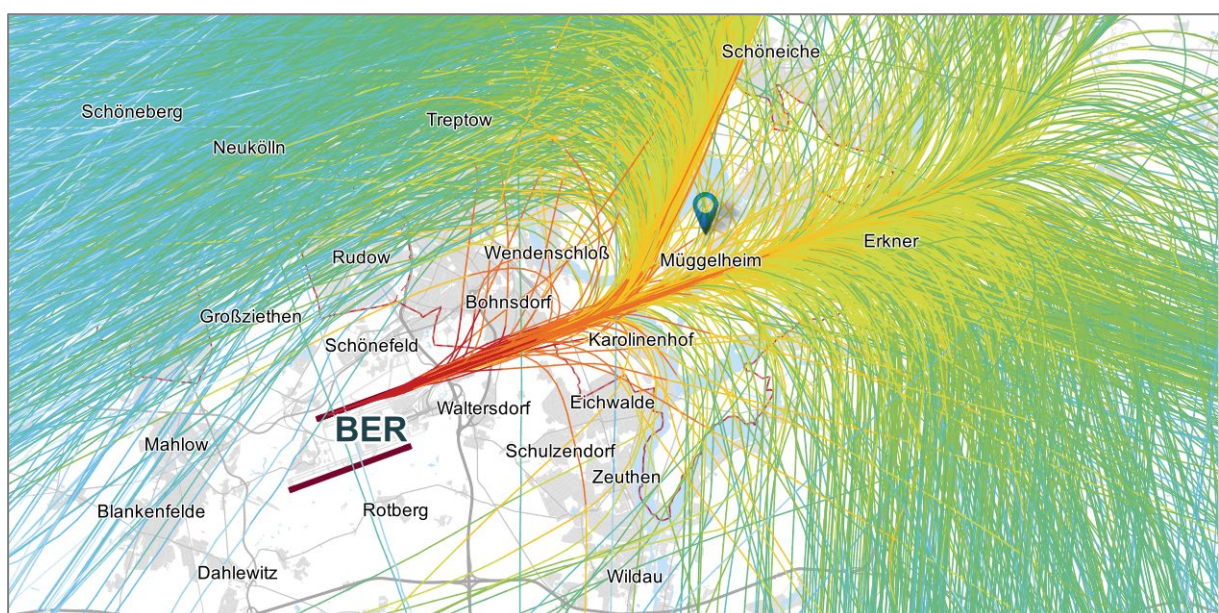 Schöneiche
Schöneberg
Treptow
Neukölln
Erkner
Wendenschloß
Rudow
Müggelheim
Bohnsdorf
Großziethen
Karolinenhof
Schönefeld
Eichwalde
Waltersdorf
BER
Mahlow
Schulzendorf
Zeuthen
Rotberg
Blankenfelde
Dahlewitz
Wildau